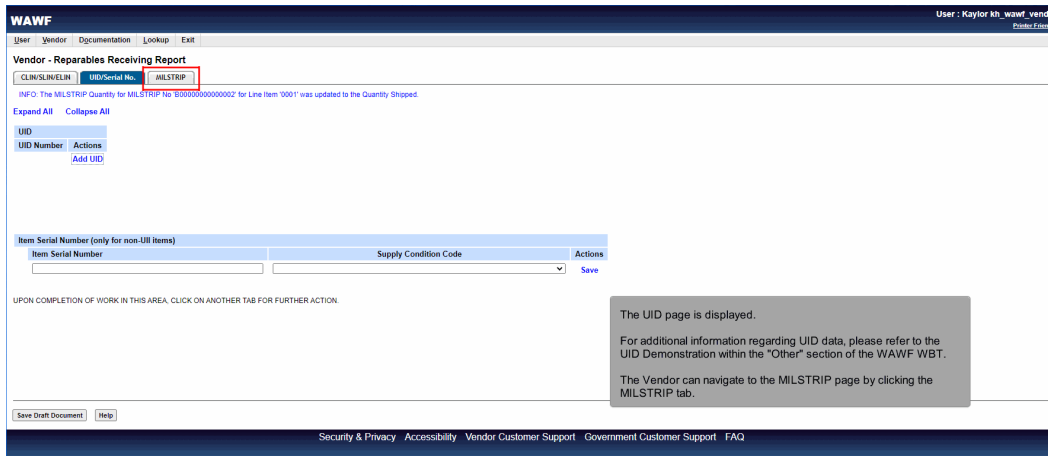 User : Kaylor kh_wawf_vend
WAWF
Printer Frien
User Vendor Documentation Lookup Exit
Vendor - Reparables Receiving Report
CLIN/SLIN/ELIN UID/Serial No. MILSTRIP
INFO: The MILSTRIP Quantity for MILSTRIP No 'B00000000000002' for Line Item '0001' was updated to the Quantity Shipped.
Expand All Collapse All
UID
UID Number Actions
Add UID
Item Serial Number (only for non-UII items)
Item Serial Number Supply Condition Code Actions
Save
UPON COMPLETION OF WORK IN THIS AREA, CLICK ON ANOTHER TAB FOR FURTHER ACTION.
The UID page is displayed.
For additional information regarding UID data, please refer to the
UID Demonstration within the "Other" section of the WAWF WBT.
The Vendor can navigate to the MILSTRIP page by clicking the
MILSTRIP tab.
Save Draft Document Help
Security & Privacy Accessibility Vendor Customer Support Government Customer Support FAQ